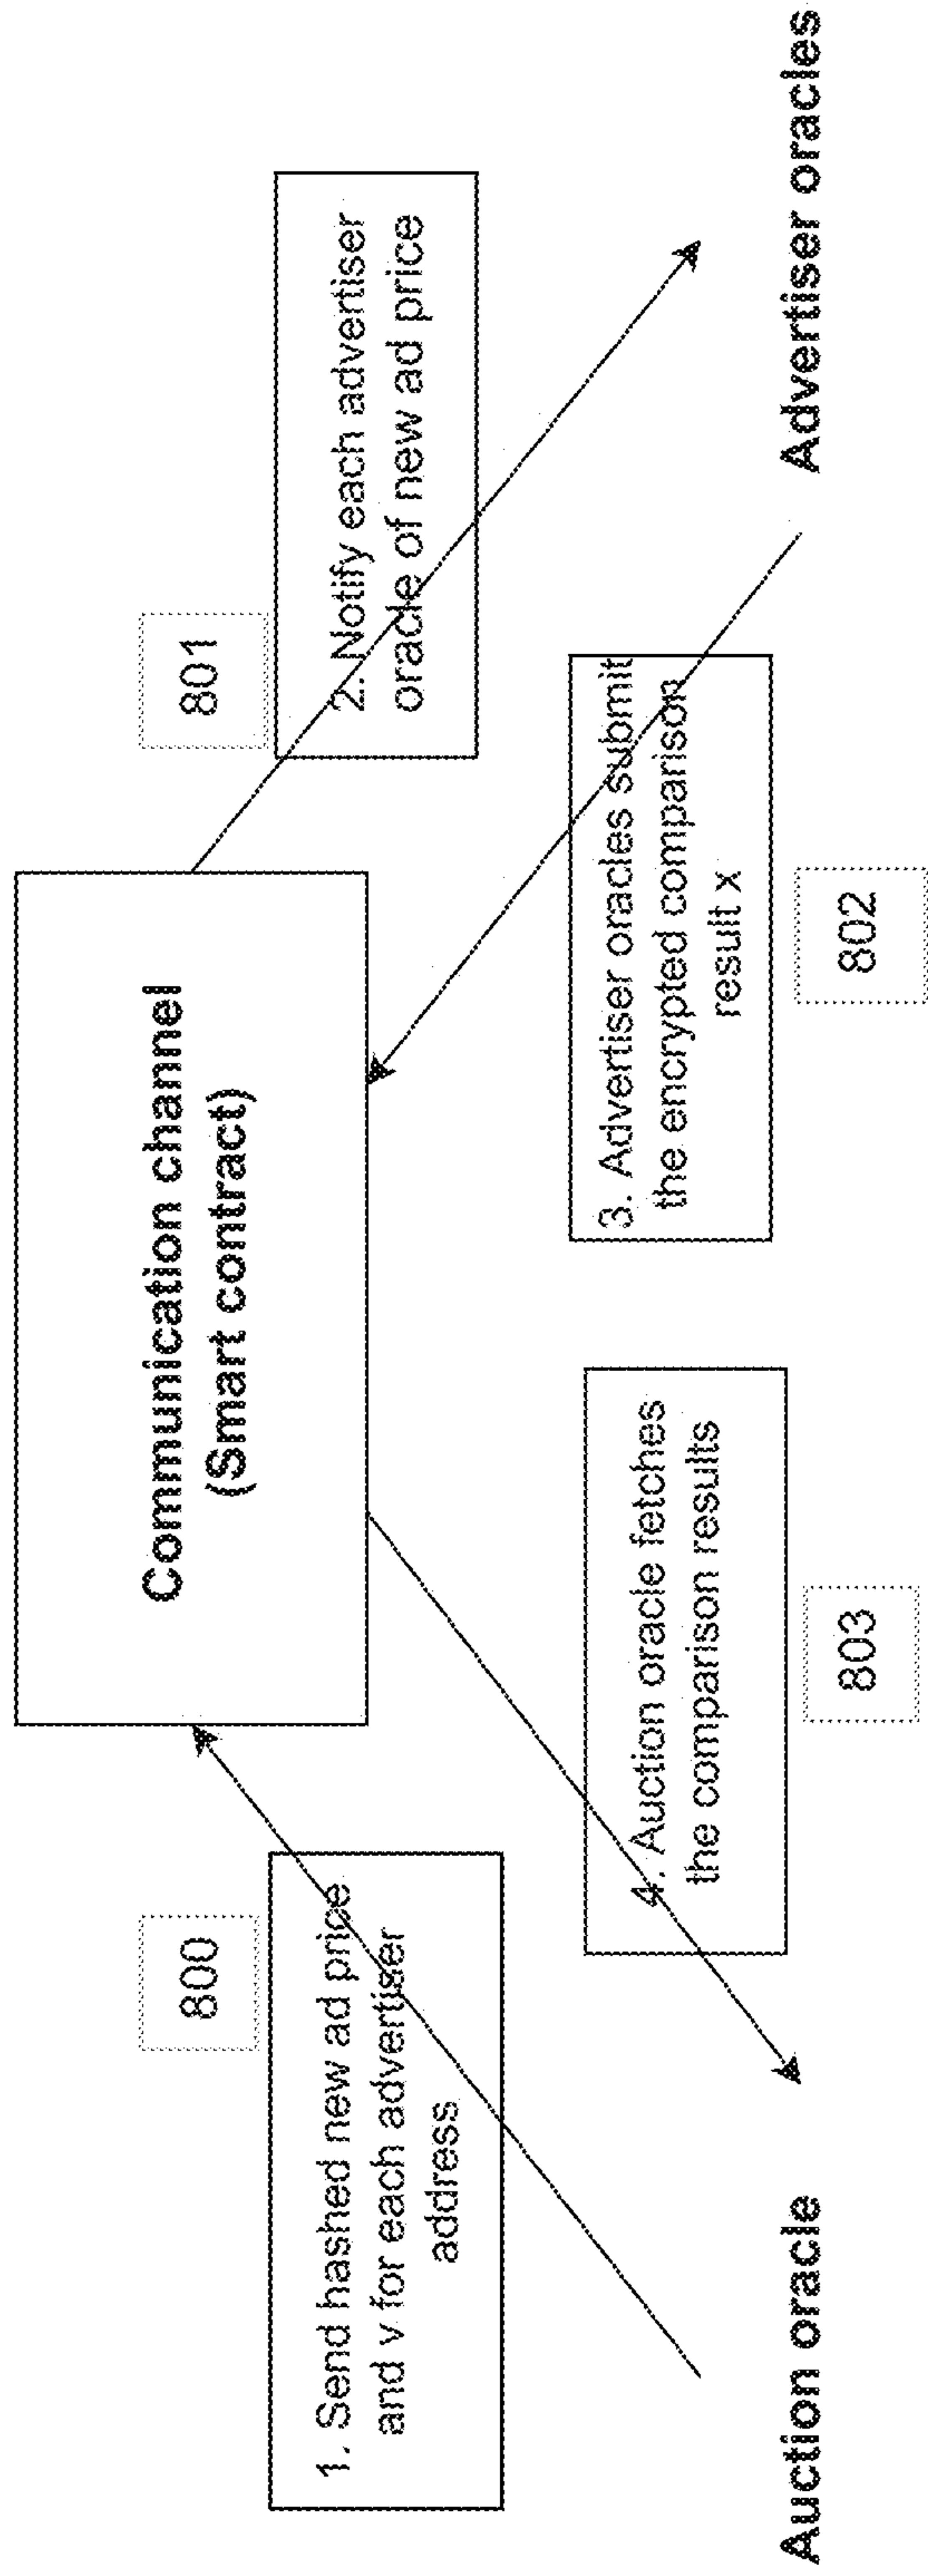 Communication channel
(Smart contract)
800
1. Send hashed new ad price
and v for each advertiser
address
801
2. Notify each advertiser
oracle of new ad price
4. Auction oracle fetches
the comparison results
803
3. Advertiser oracles submit
the encrypted comparison
result x
802
Auction oracle
Advertiser oracles